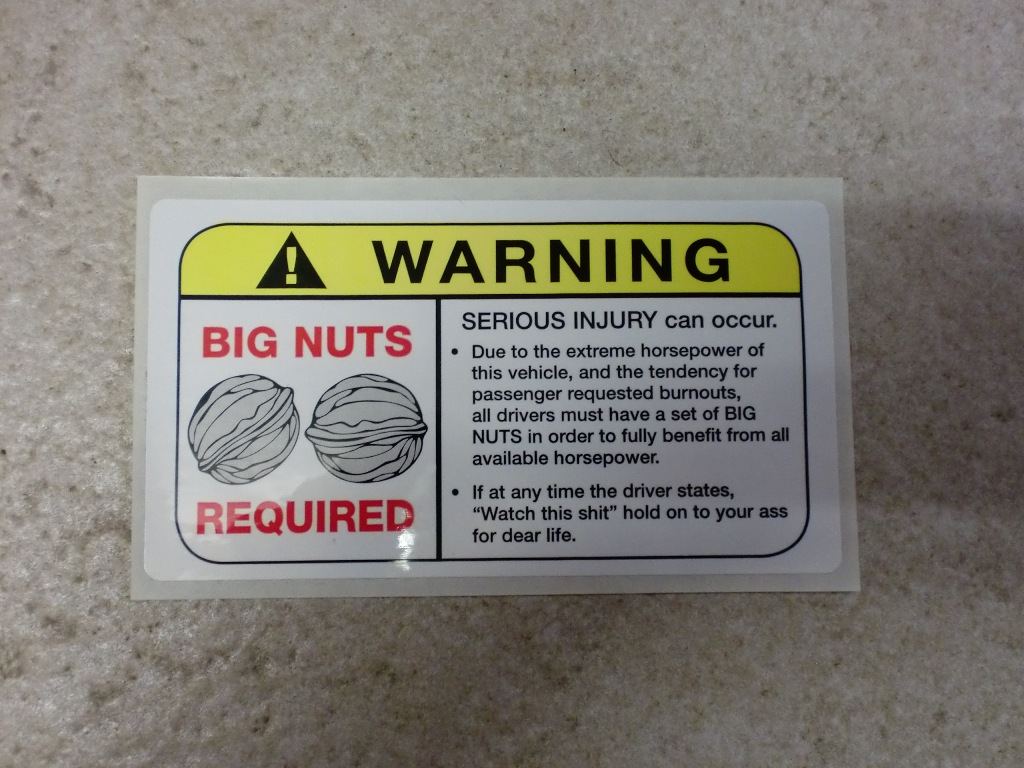 WARNING
BIG NUTS
REQUIRED
SERIOUS INJURY can occur.
• Due to the extreme horsepower of
this vehicle, and the tendency for
passenger requested burnouts,
all drivers must have a set of BIG
NUTS in order to fully benefit from all
available horsepower.
• If at any time the driver states,
“Watch this shit” hold on to your ass
for dear life.